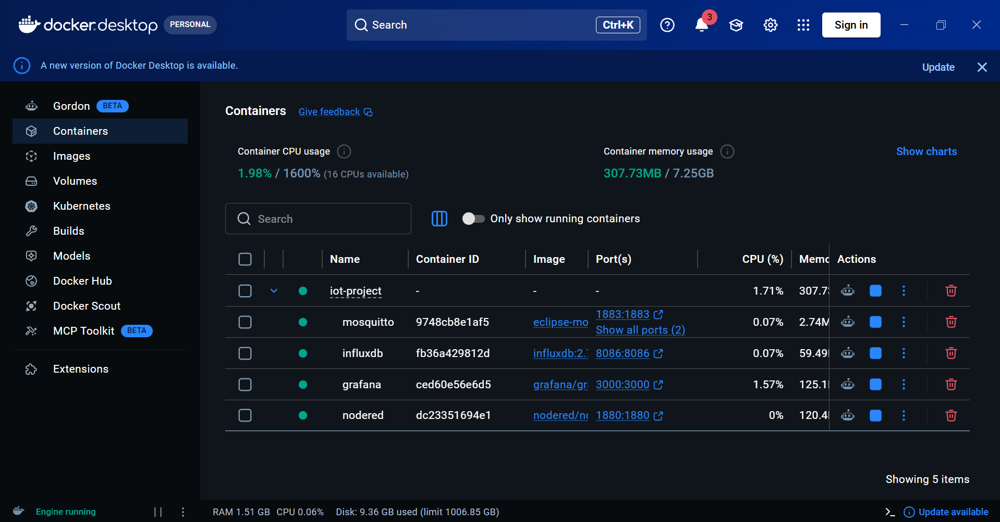 docker desktop PERSONAL
Search Ctrl+K
3
Sign in
A new version of Docker Desktop is available.
Update
Gordon BETA
Containers
Images
Volumes
Kubernetes
Builds
Models
Docker Hub
Docker Scout
MCP Toolkit BETA
Extensions
Containers Give feedback
Container CPU usage
1.98% / 1600% (16 CPUs available)
Container memory usage
307.73MB / 7.25GB
Show charts
Search
Only show running containers
Name Container ID Image Port(s) CPU (%) Memo Actions
iot-project - - - 1.71% 307.73
mosquitto 9748cb8e1af5 eclipse-mo 1883:1883 0.07% 2.74M
Show all ports (2)
influxdb fb36a429812d influxdb:2. 8086:8086 0.07% 59.49
grafana ced60e56e6d5 grafana/gra 3000:3000 1.57% 125.1
nodered dc23351694e1 nodered/no 1880:1880 0% 120.4
Showing 5 items
Engine running
RAM 1.51 GB CPU 0.06% Disk: 9.36 GB used (limit 1006.85 GB)
Update available